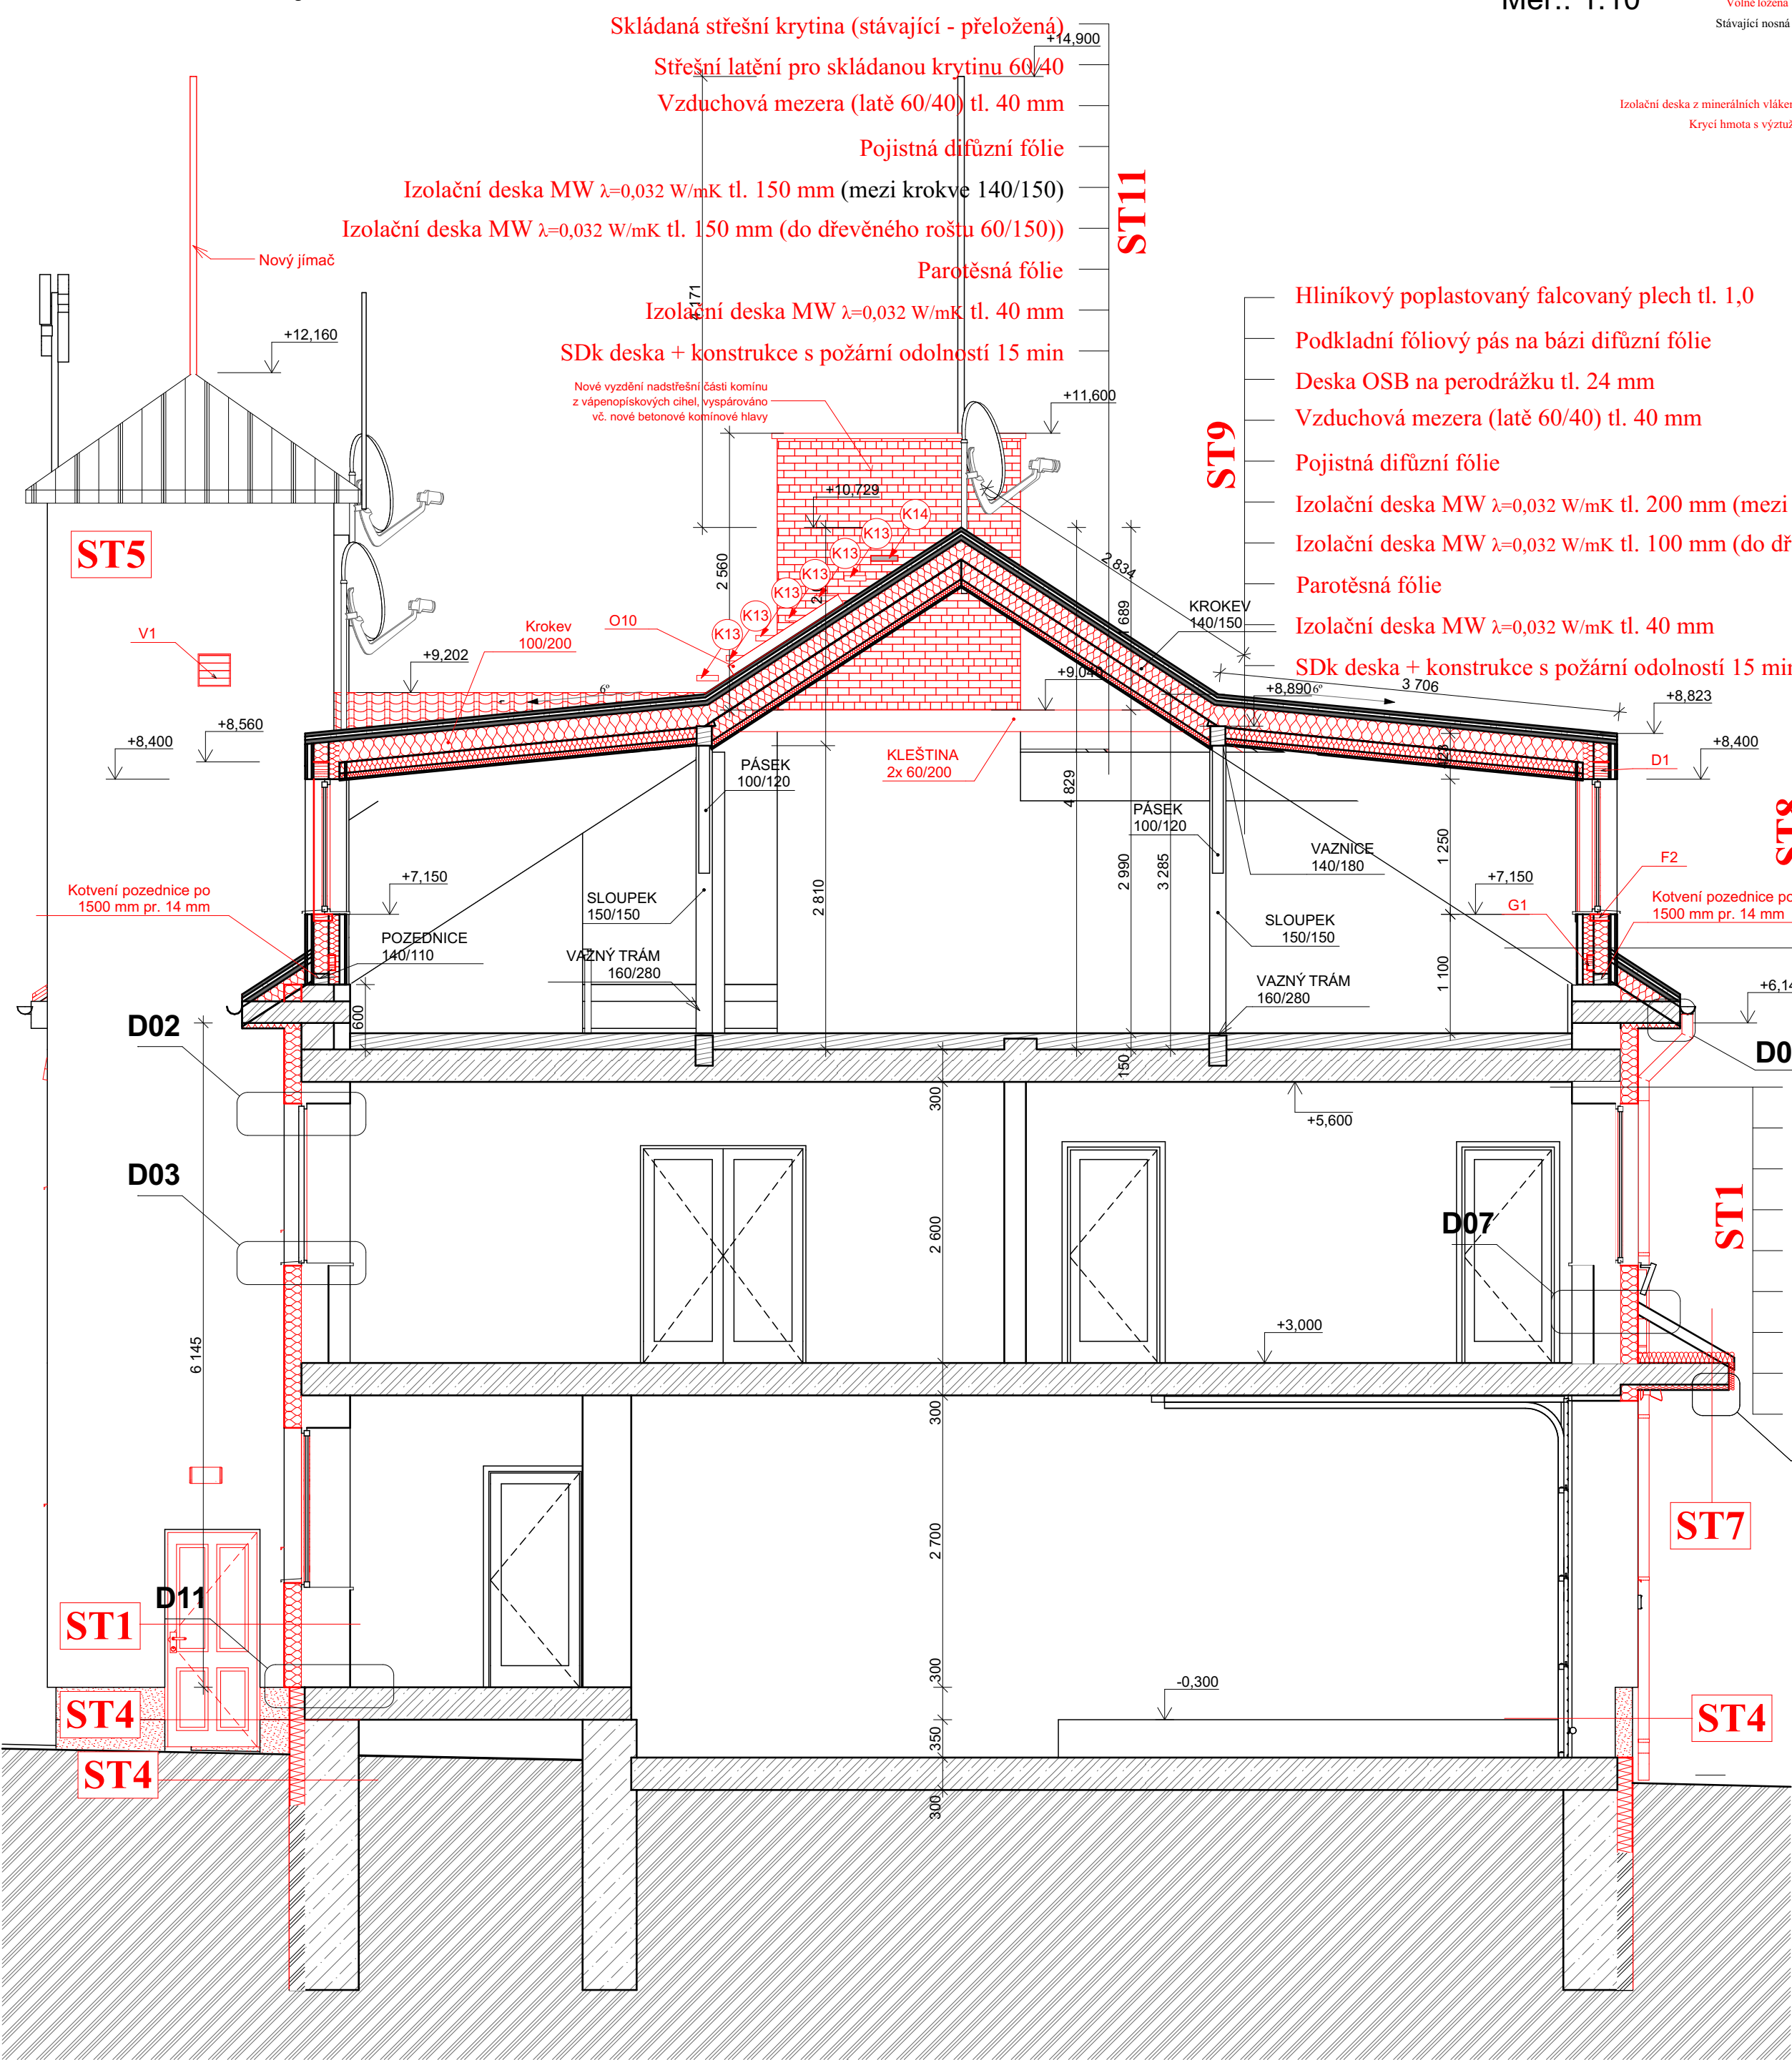 Měř.: 1:10
Stávající nosná
Izolační deska z minerálních vláken
Krycí hmota s výztuž
Skládaná střešní krytina (stávající - přeložená)
Střešní latění pro skládanou krytinu 60/40
Vzduchová mezera (latě 60/40) tl. 40 mm
Pojistná difůzní fólie
Izolační deska MW λ=0,032 W/mK tl. 150 mm (mezi krokve 140/150)
Izolační deska MW λ=0,032 W/mK tl. 150 mm (do dřevěného roštu 60/150))
Parotěsná fólie
Izolační deska MW λ=0,032 W/mK tl. 40 mm
SDk deska + konstrukce s požární odolností 15 min
ST11
+14,900
4 171
Nový jímač
+12,160
Nové vyzdění nadstřešní části komínu
z vápenopískových cihel, vyspárováno
vč. nové betonové komínové hlavy
+11,600
Hliníkový poplastovaný falcovaný plech tl. 1,0
Podkladní fóliový pás na bázi difůzní fólie
Deska OSB na perodrážku tl. 24 mm
Vzduchová mezera (latě 60/40) tl. 40 mm
Pojistná difůzní fólie
Izolační deska MW λ=0,032 W/mK tl. 200 mm (mezi
Izolační deska MW λ=0,032 W/mK tl. 100 mm (do
Parotěsná fólie
Izolační deska MW λ=0,032 W/mK tl. 40 mm
SDk deska + konstrukce s požární odolností 15 min
ST9
ST5
+10,729
K14
K13
K13
K13
K13
K13
K13
2 560
2 834
V1
O10
Krokev
100/200
KROKEV
140/150
+9,202
6°
+9,040
+8,890
6°
3 706
+8,823
+8,560
+8,400
+8,400
D1
KLEŠTINA
2x 60/200
PÁSEK
100/120
PÁSEK
100/120
4 829
VAZNICE
140/180
1 250
ST8
F2
+7,150
+7,150
G1
Kotvení pozednice po
1500 mm pr. 14 mm
Kotvení pozednice po
1500 mm pr. 14 mm
SLOUPEK
150/150
SLOUPEK
150/150
2 810
2 990
3 285
POZEDNICE
140/110
VAZNÝ TRÁM
160/280
VAZNÝ TRÁM
160/280
1 100
600
150
D02
300
+5,600
D03
2 600
D07
ST1
6 145
+3,000
300
2 700
ST7
D11
ST1
300
-0,300
ST4
ST4
350
ST4
300